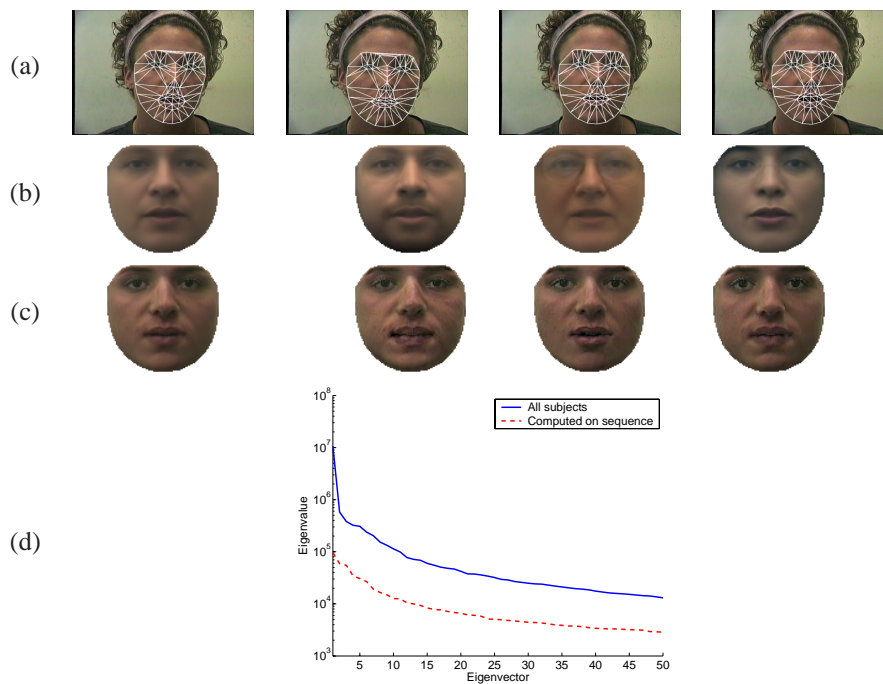 (a)
(b)
(c)
(d)
10^8
10^7
10^6
10^5
10^4
10^3
Eigenvalue
All subjects
Computed on sequence
5 10 15 20 25 30 35 40 45 50
Eigenvector